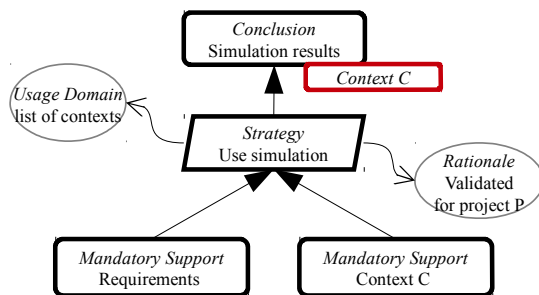 Conclusion
Simulation results
Context C
Usage Domain
list of contexts
Strategy
Use simulation
Rationale
Validated
for project P
Mandatory Support
Requirements
Mandatory Support
Context C